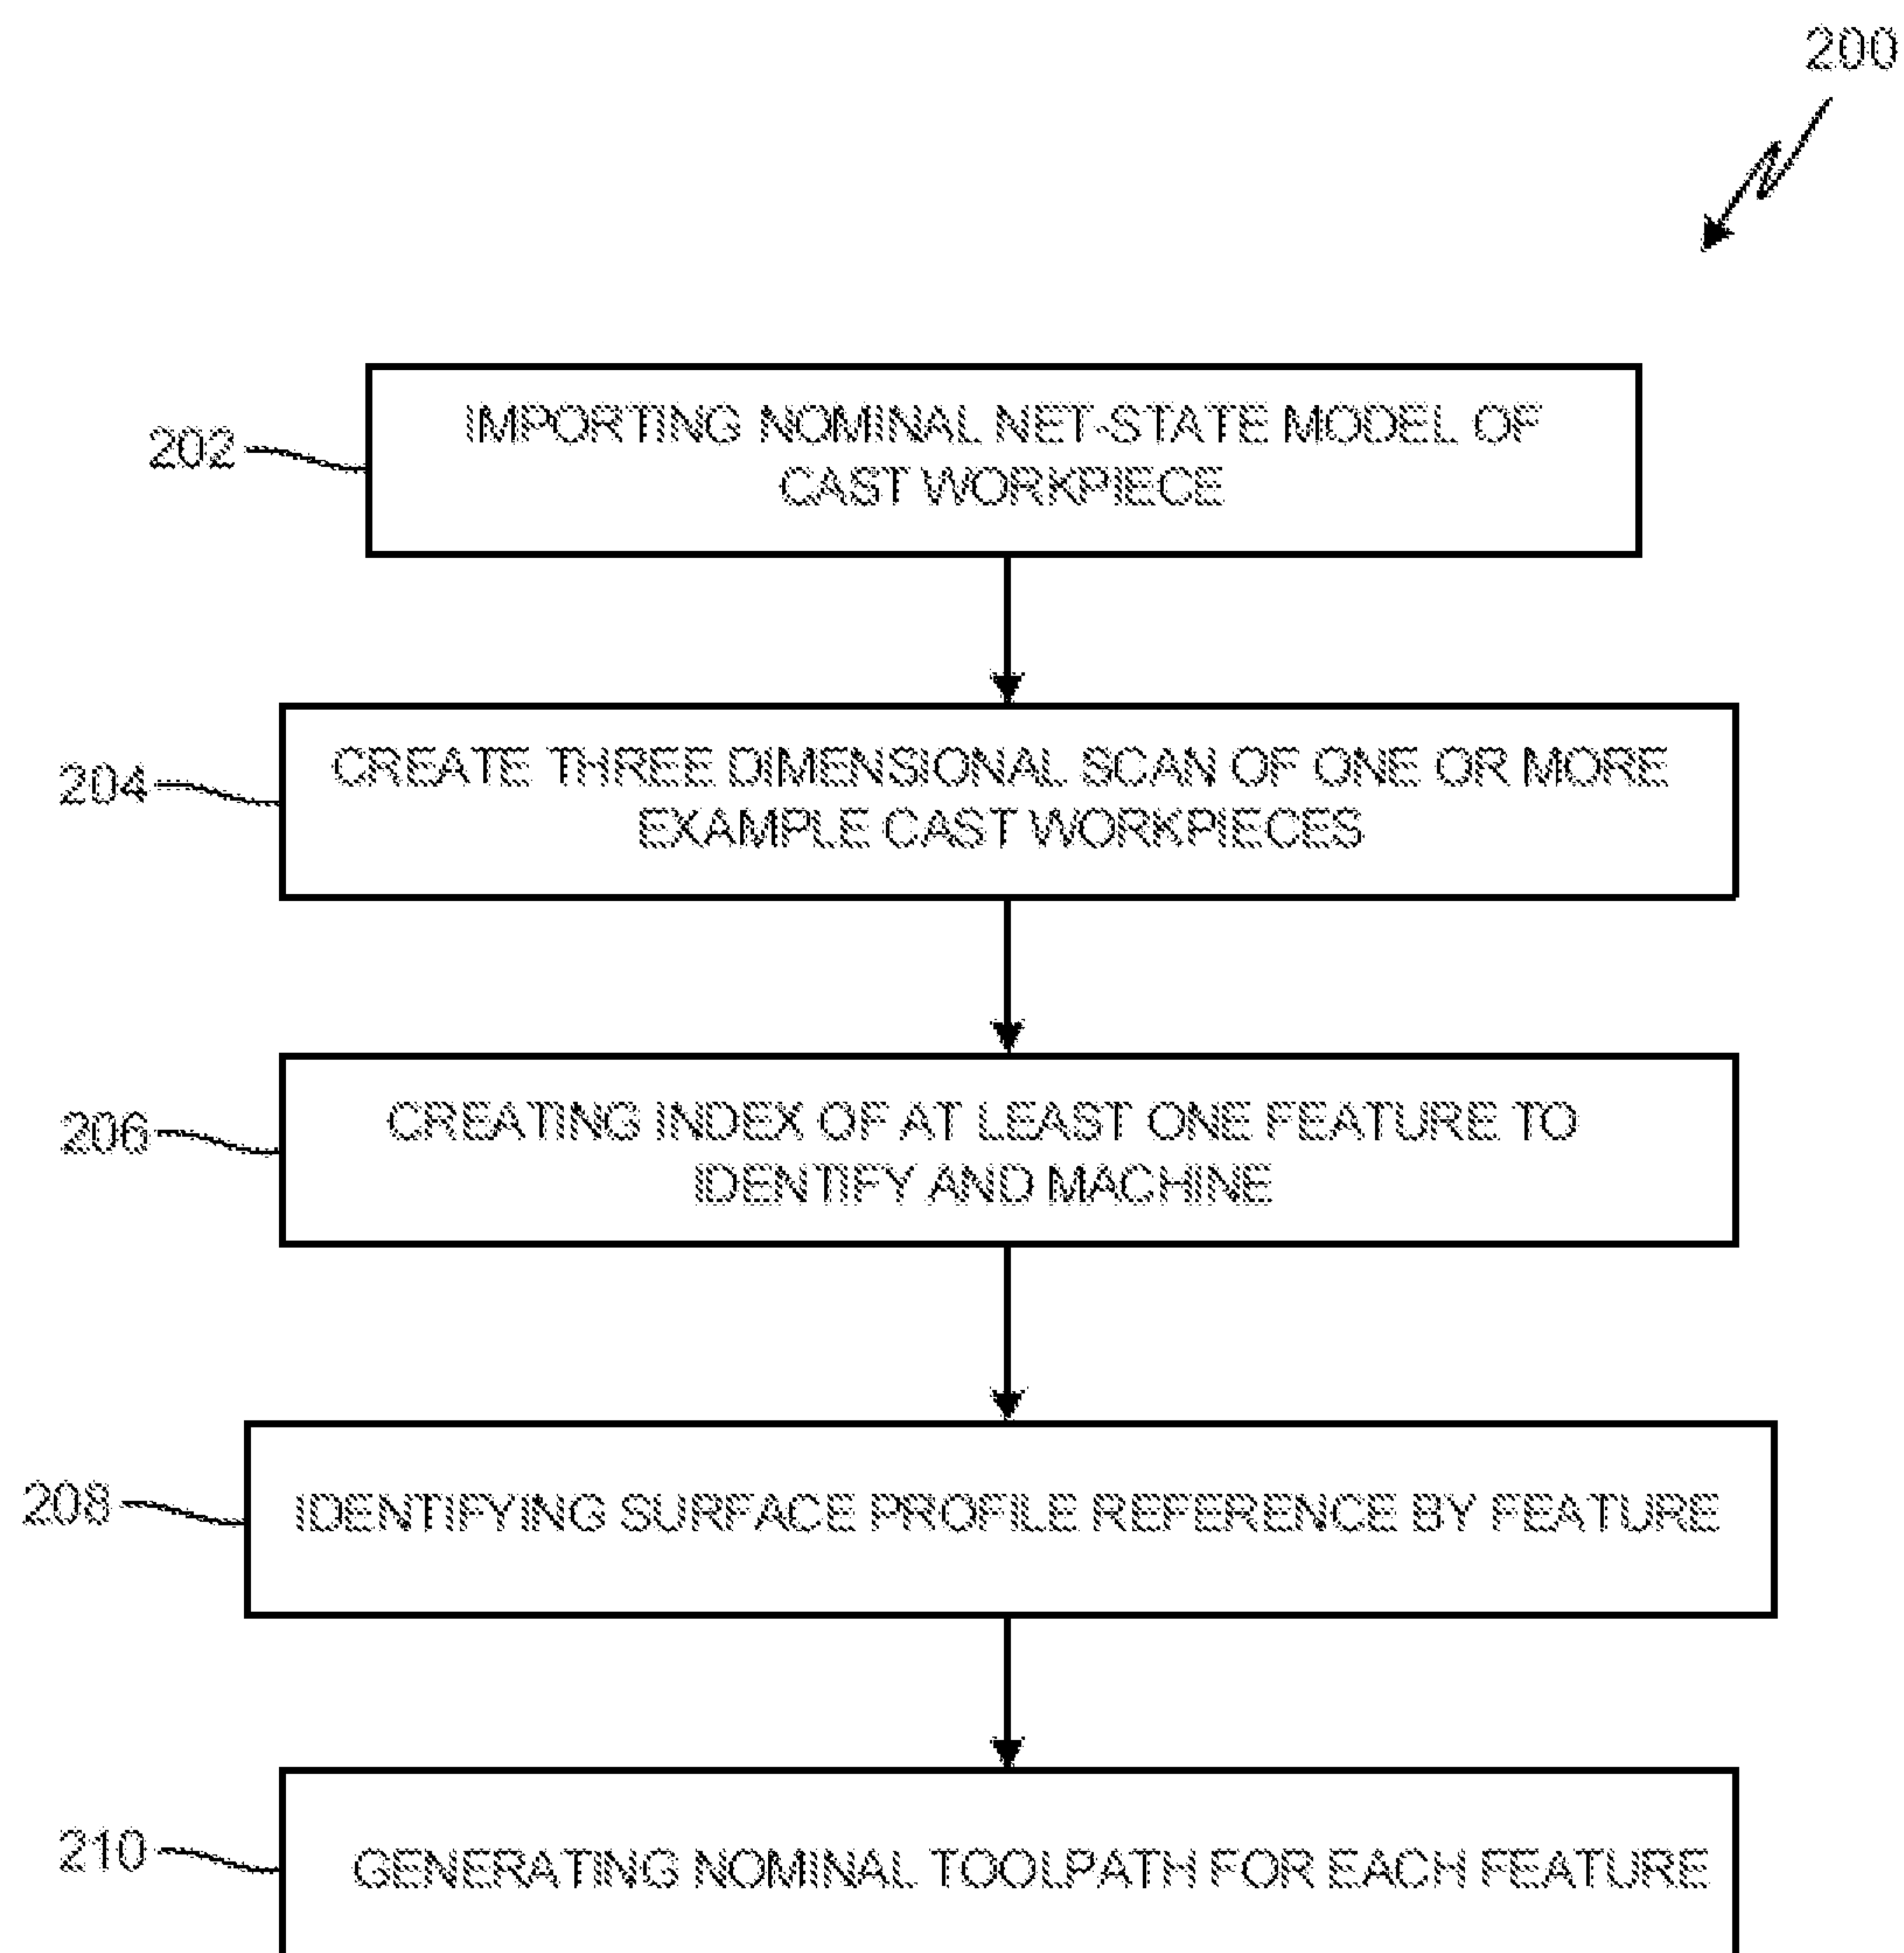 200
202
IMPORTING NOMINAL NET-STATE MODEL OF
CAST WORKPIECE
204
CREATE THREE DIMENSIONAL SCAN OF ONE OR MORE
EXAMPLE CAST WORKPIECES
206
CREATING INDEX OF AT LEAST ONE FEATURE TO
IDENTIFY AND MACHINE
208
IDENTIFYING SURFACE PROFILE REFERENCE BY FEATURE
210
GENERATING NOMINAL TOOLPATH FOR EACH FEATURE